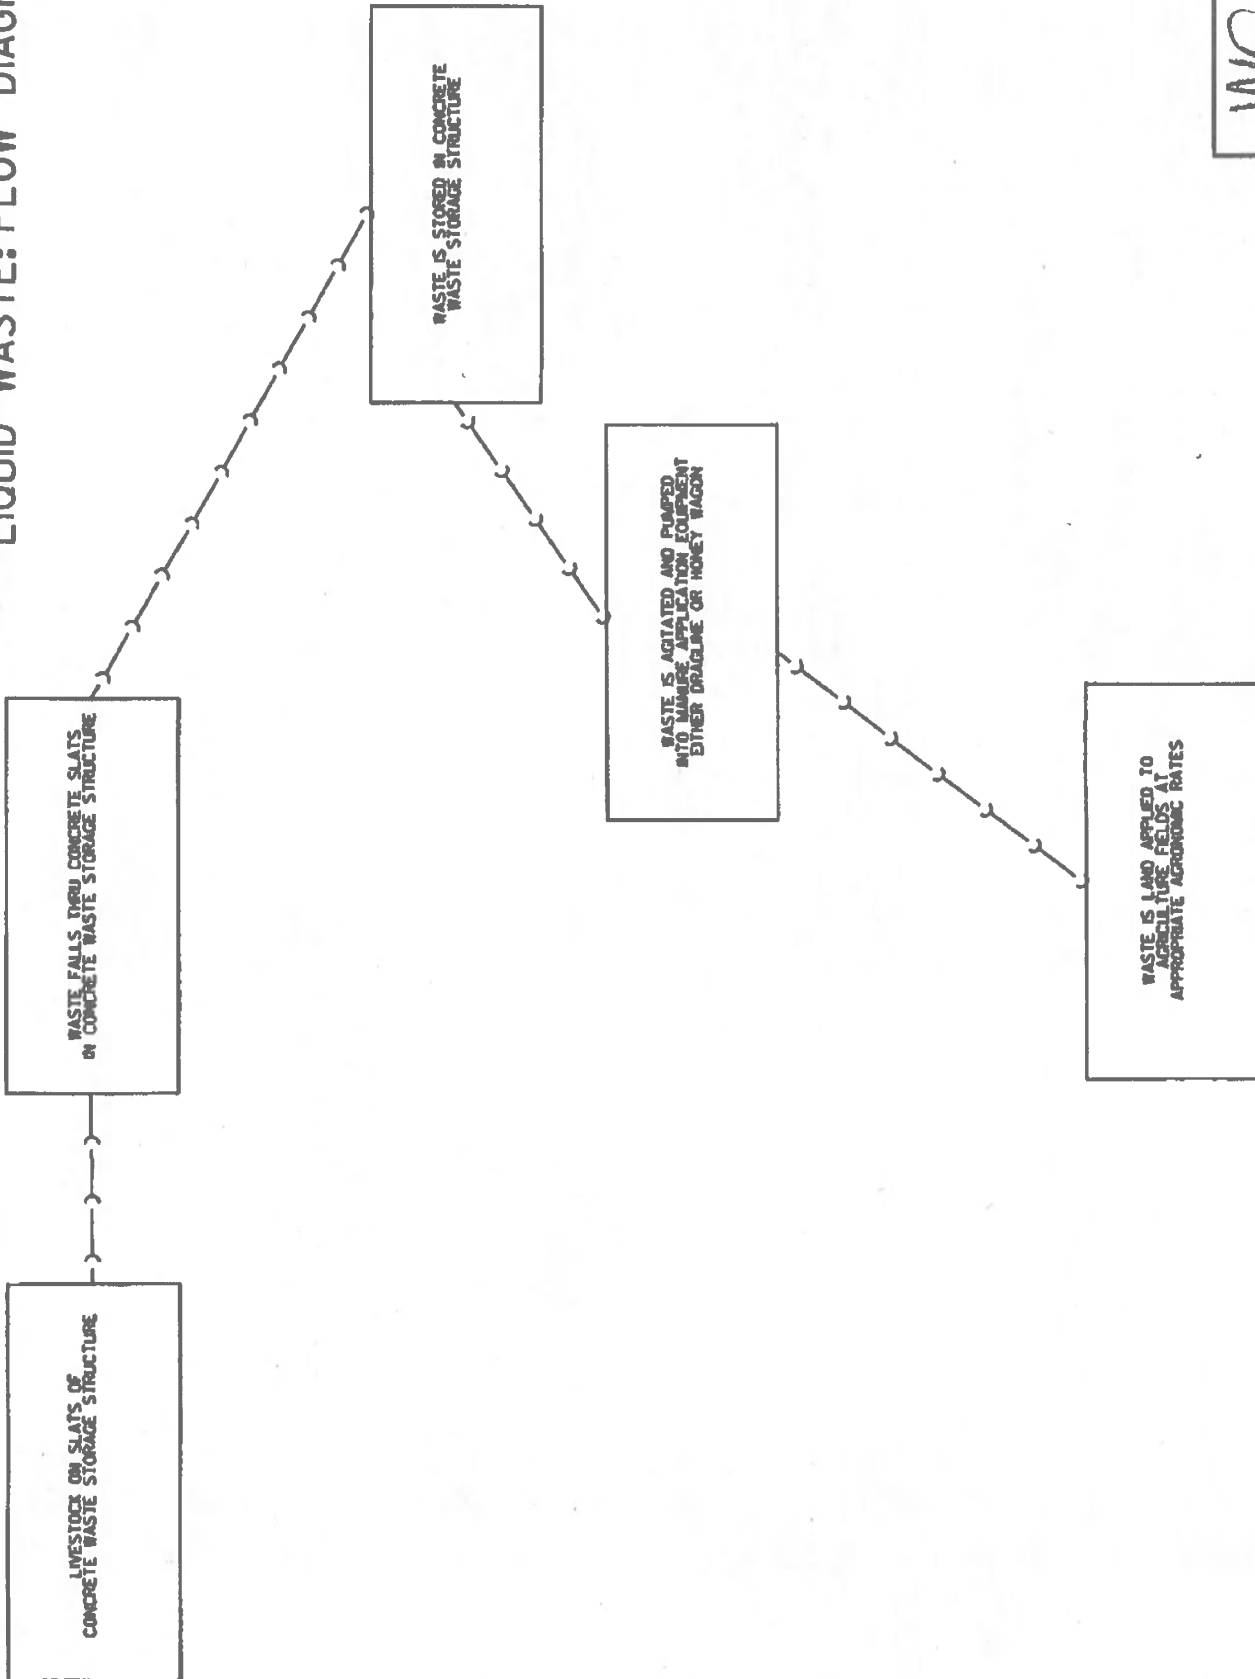 LIQUID WASTE: FLOW DIAG
LIVESTOCK ON SLATS OF
CONCRETE WASTE STORAGE STRUCTURE
WASTE FALLS THRU CONCRETE SLATS
IN CONCRETE WASTE STORAGE STRUCTURE
WASTE IS STORED IN CONCRETE
WASTE STORAGE STRUCTURE
WASTE IS AGITATED AND PUMPED
INTO MANURE APPLICATION EQUIPMENT
EITHER DRAGLINE OR HONEY WAGON
WASTE IS LAND APPLIED TO
AGRICULTURE FIELDS AT
APPROPRIATE AGRONOMIC RATES